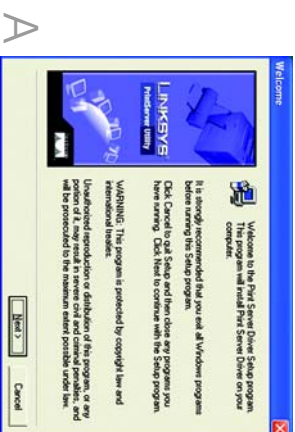 A
Welcome
LINKSYS
PrintServer Utility
Welcome to the Print Server Driver Setup program.
This program will install Print Server Driver on your
computer.
It is strongly recommended that you exit all Windows programs
before running this Setup program.
Click Cancel to quit Setup and then close any programs you
have running. Click Next to continue with the Setup program.
WARNING: This program is protected by copyright law and
international treaties.
Unauthorized reproduction or distribution of this program, or any
portion of it, may result in severe civil and criminal penalties, and
will be prosecuted to the maximum extent possible under law.
Next >
Cancel